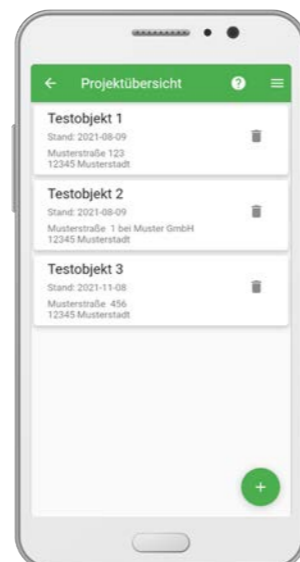 Projektübersicht
Testobjekt 1
Stand: 2021-08-09
Musterstraße 123
12345 Musterstadt
Testobjekt 2
Stand: 2021-08-09
Musterstraße 1 bei Muster GmbH
12345 Musterstadt
Testobjekt 3
Stand: 2021-11-08
Musterstraße 456
12345 Musterstadt